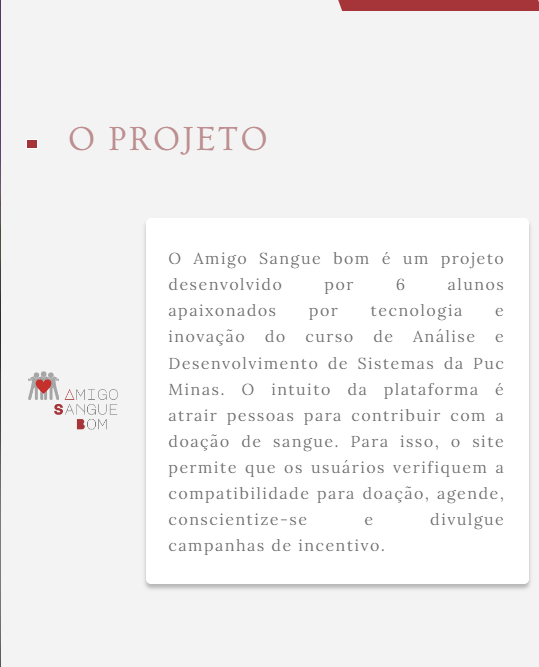 O PROJETO
O Amigo Sangue bom é um projeto
desenvolvido por 6 alunos
apaixonados por tecnologia e
inovação do curso de Análise e
Desenvolvimento de Sistemas da Puc
Minas. O intuito da plataforma é
atrair pessoas para contribuir com a
doação de sangue. Para isso, o site
permite que os usuários verifiquem a
compatibilidade para doação, agende,
conscientize-se e divulgue
campanhas de incentivo.
AMIGO
SANGUE
BOM